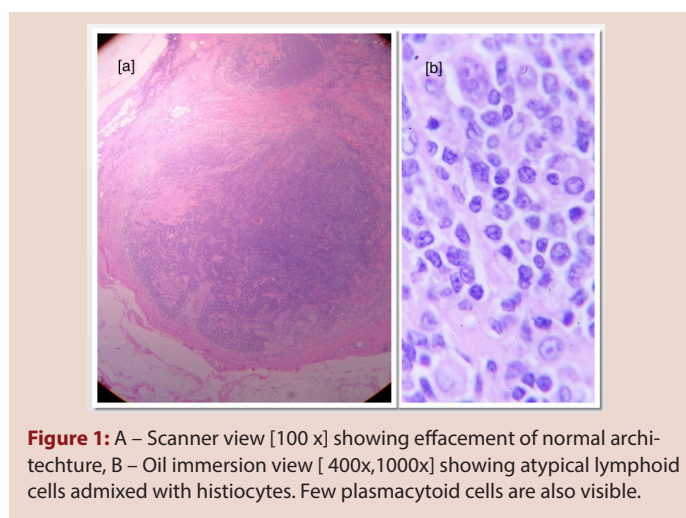 [a]
[b]
Figure 1: A – Scanner view [100 x] showing effacement of normal archi-
techture, B – Oil immersion view [ 400x,1000x] showing atypical lymphoid
cells admixed with histiocytes. Few plasmacytoid cells are also visible.